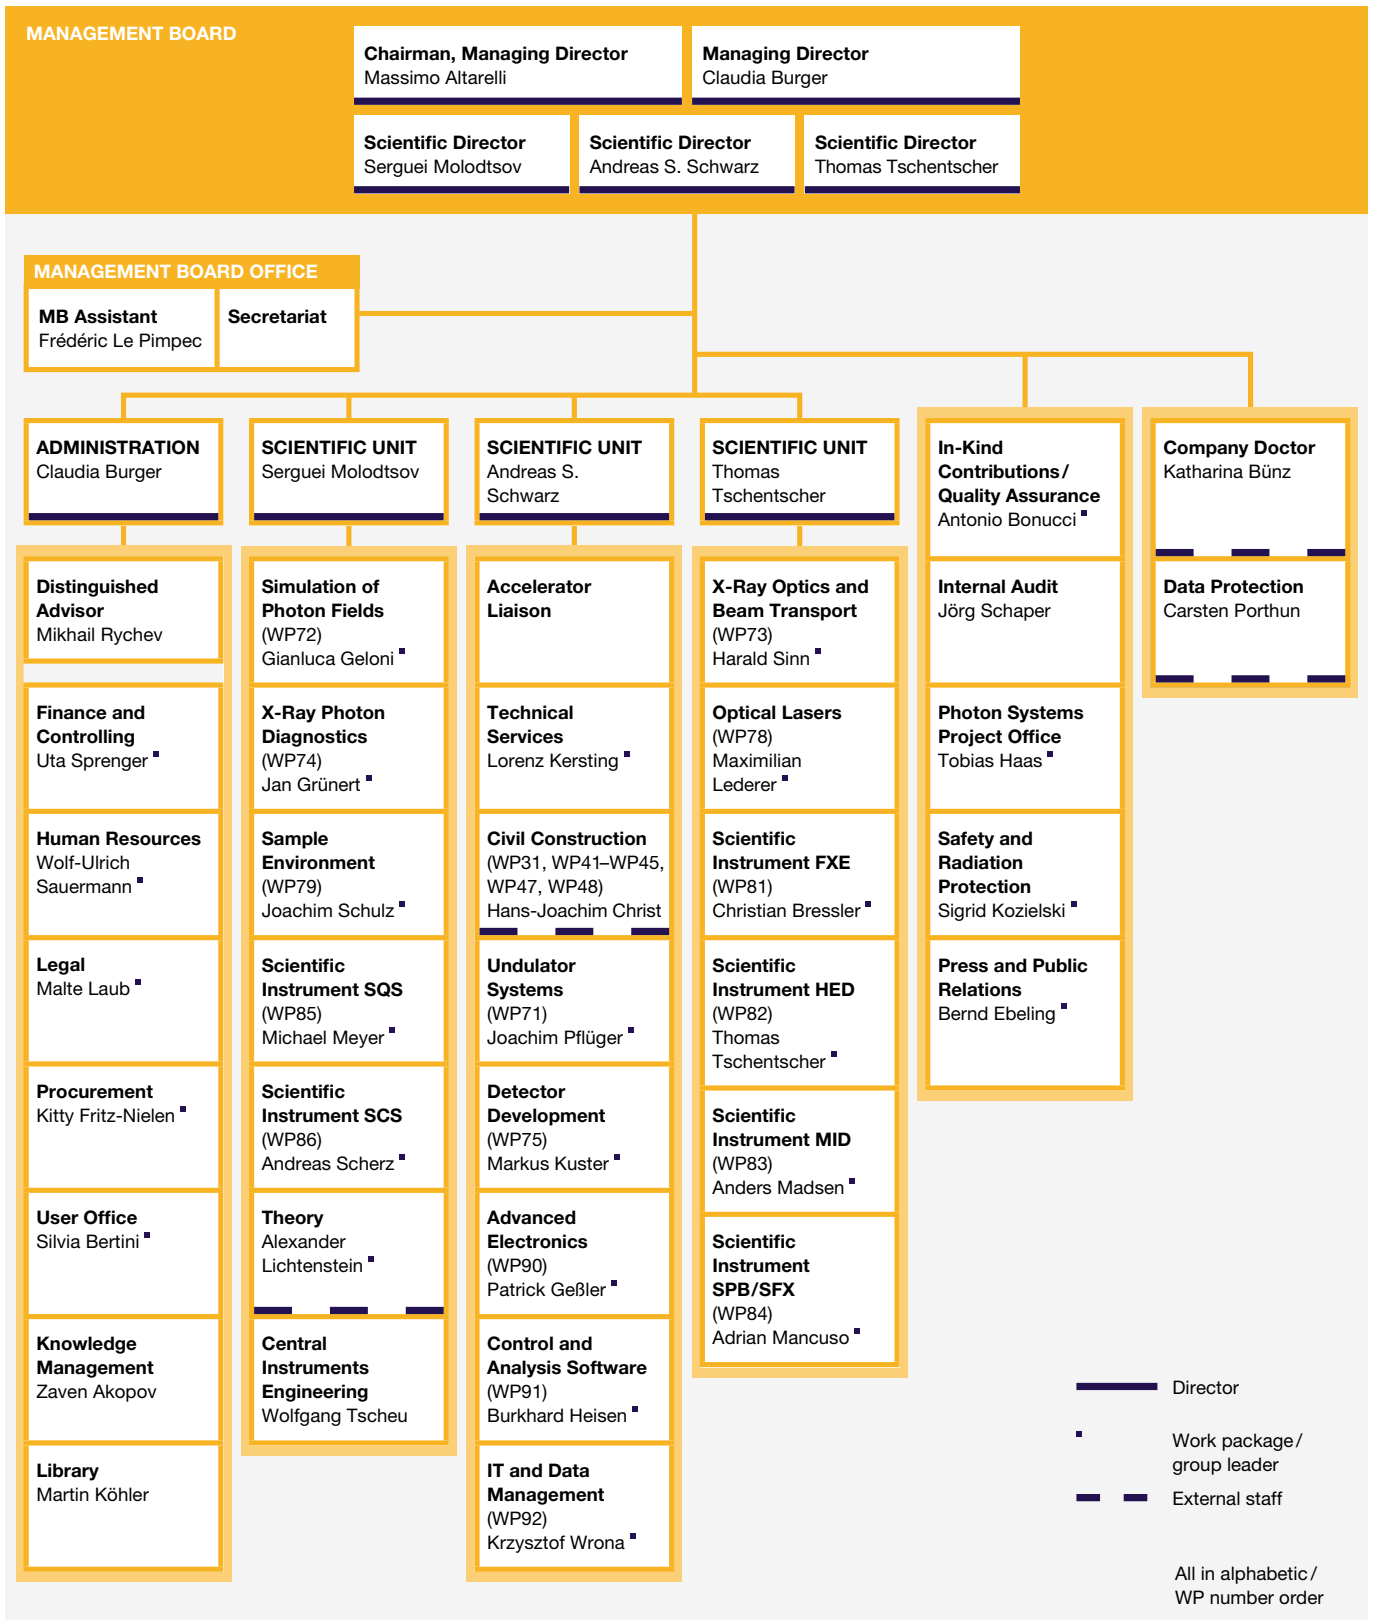 MANAGEMENT BOARD
Chairman, Managing Director
Massimo Altarelli
Managing Director
Claudia Burger
Scientific Director
Serguei Molodtsov
Scientific Director
Andreas S. Schwarz
Scientific Director
Thomas Tschentscher
MANAGEMENT BOARD OFFICE
MB Assistant
Frédéric Le Pimpec
Secretariat
ADMINISTRATION
Claudia Burger
Distinguished
Advisor
Mikhail Rychev
Finance and
Controlling
Uta Sprenger
Human Resources
Wolf-Ulrich
Sauermann
Legal
Malte Laub
Procurement
Kitty Fritz-Nielen
User Office
Silvia Bertini
Knowledge
Management
Zaven Akopov
Library
Martin Köhler
SCIENTIFIC UNIT
Serguei Molodtsov
Simulation of
Photon Fields
(WP72)
Gianluca Geloni
X-Ray Photon
Diagnostics
(WP74)
Jan Grünert
Sample
Environment
(WP79)
Joachim Schulz
Scientific
Instrument SQS
(WP85)
Michael Meyer
Scientific
Instrument SCS
(WP86)
Andreas Scherz
Theory
Alexander
Lichtenstein
Central
Instruments
Engineering
Wolfgang Tscheu
SCIENTIFIC UNIT
Andreas S.
Schwarz
Accelerator
Liaison
Technical
Services
Lorenz Kersting
Civil Construction
(WP31, WP41–WP45,
WP47, WP48)
Hans-Joachim Christ
Undulator
Systems
(WP71)
Joachim Pflüger
Detector
Development
(WP75)
Markus Kuster
Advanced
Electronics
(WP90)
Patrick Geßler
Control and
Analysis Software
(WP91)
Burkhard Heisen
IT and Data
Management
(WP92)
Krzysztof Wrona
SCIENTIFIC UNIT
Thomas
Tschentscher
X-Ray Optics and
Beam Transport
(WP73)
Harald Sinn
Optical Lasers
(WP78)
Maximilian
Lederer
Scientific
Instrument FXE
(WP81)
Christian Bressler
Scientific
Instrument HED
(WP82)
Thomas
Tschentscher
Scientific
Instrument MID
(WP83)
Anders Madsen
Scientific
Instrument
SPB/SFX
(WP84)
Adrian Mancuso
In-Kind
Contributions/
Quality Assurance
Antonio Bonucci
Internal Audit
Jörg Schaper
Photon Systems
Project Office
Tobias Haas
Safety and
Radiation
Protection
Sigrid Kozielski
Press and Public
Relations
Bernd Ebeling
Company Doctor
Katharina Bünz
Data Protection
Carsten Porthun
Director
Work package/
group leader
External staff
All in alphabetic/
WP number order